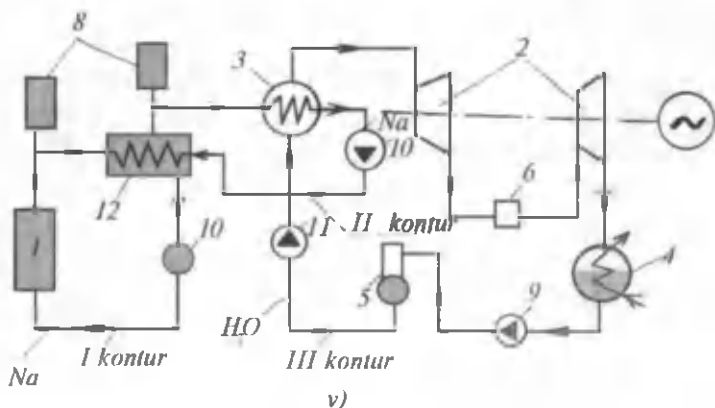 8
3
2
Na
10
6
12
II kontur
10
11
1
5
4
9
H₂O
I kontur
III kontur
Na
v)